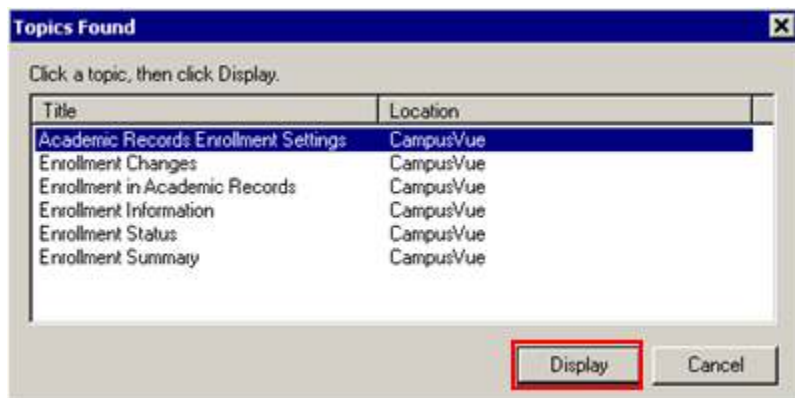 Topics Found
Click a topic, then click Display.
Title Location
Academic Records Enrollment Settings CampusVue
Enrollment Changes CampusVue
Enrollment in Academic Records CampusVue
Enrollment Information CampusVue
Enrollment Status CampusVue
Enrollment Summary CampusVue
Display Cancel